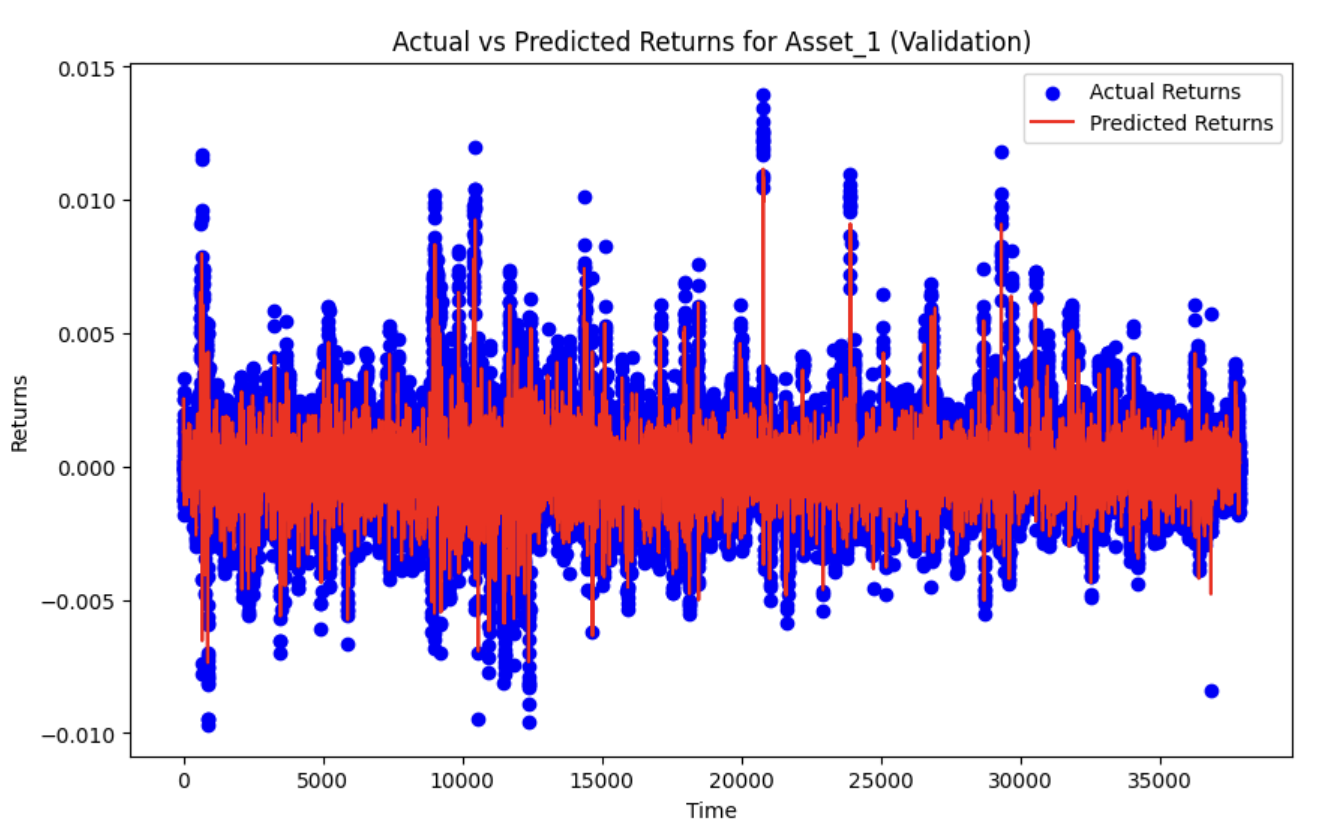 Actual vs Predicted Returns for Asset_1 (Validation)
Actual Returns
Predicted Returns
0.015
0.010
0.005
0.000
−0.005
−0.010
Returns
0 5000 10000 15000 20000 25000 30000 35000
Time